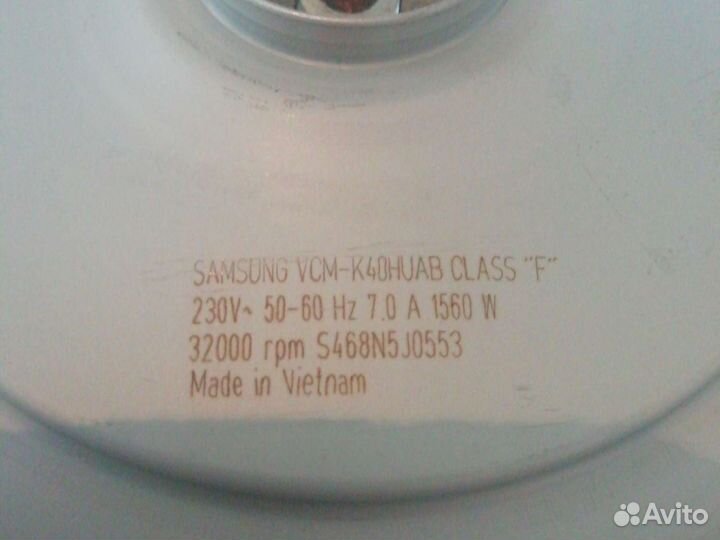 SAMSUNG VCM-K40HUAB CLASS "F"
230V~ 50-60 Hz 7.0 A 1560 W
32000 rpm S468N5J0553
Made in Vietnam
Avito